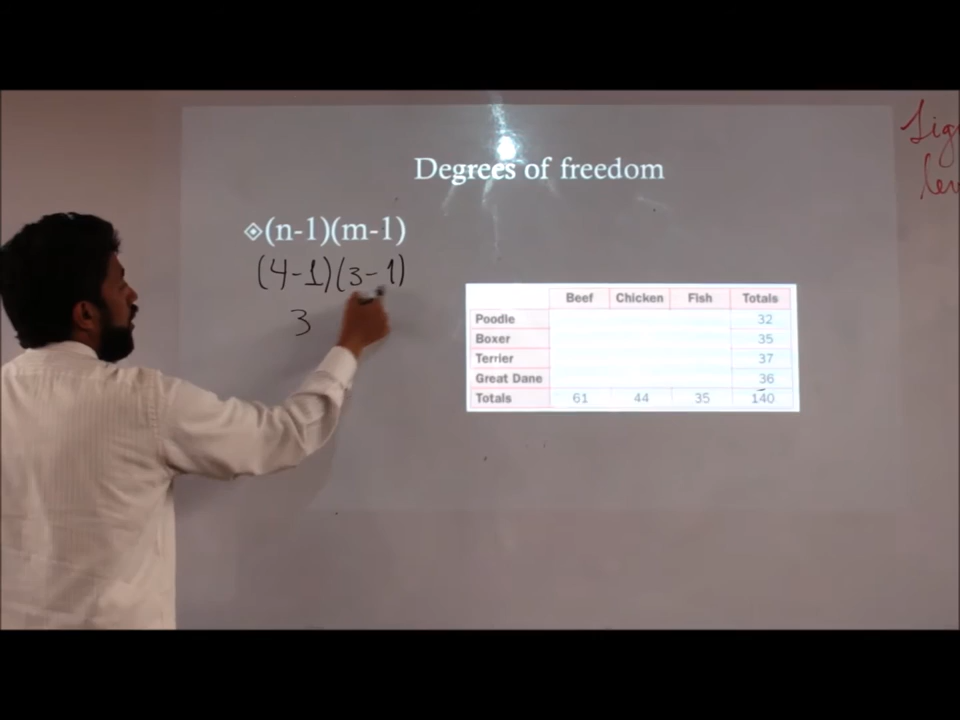 Degrees of freedom
(n-1)(m-1)
(4-1)(3-1)
3
Beef Chicken Fish Totals
Poodle 32
Boxer 35
Terrier 37
Great Dane 36
Totals 61 44 35 140